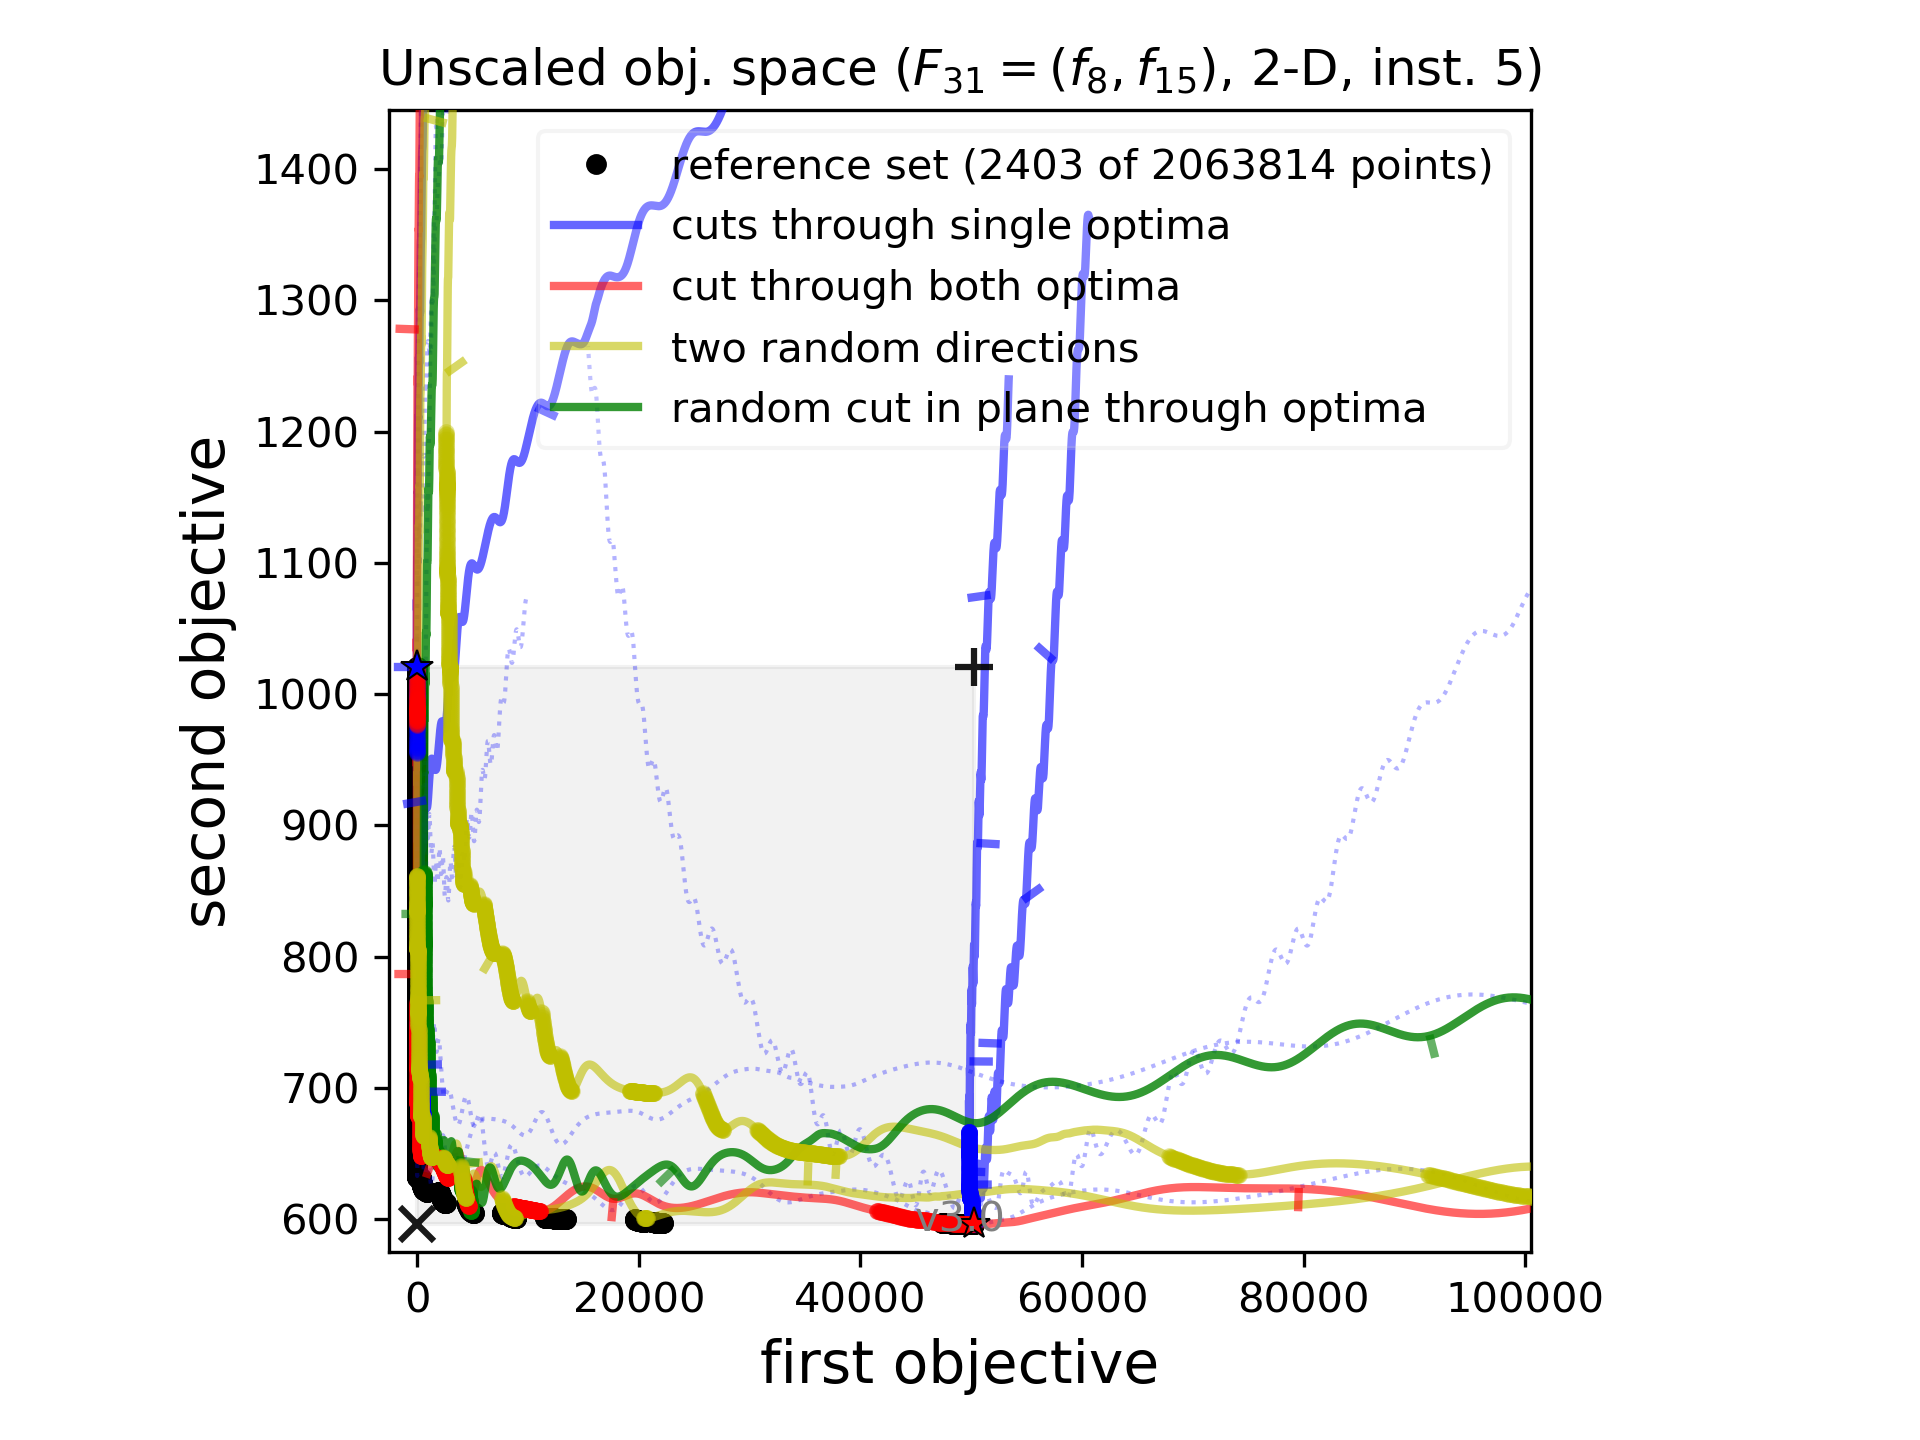 Unscaled obj. space (F₃₁ = (f₈, f₁₅), 2-D, inst. 5)
reference set (2403 of 2063814 points)
cuts through single optima
cut through both optima
two random directions
random cut in plane through optima
second objective
1400
1300
1200
1100
1000
900
800
700
600
v3.0
0
20000
40000
60000
80000
100000
first objective